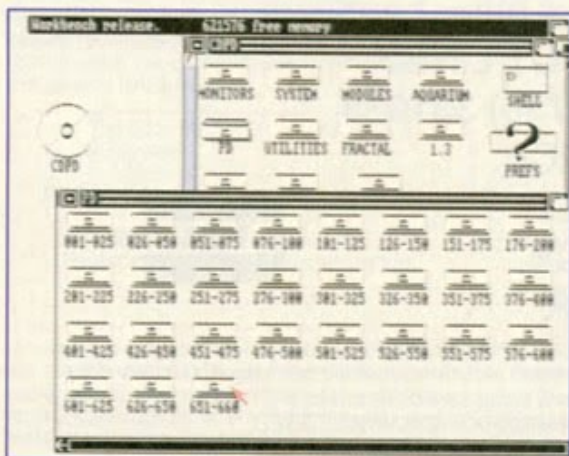 Workbench release. 621576 free memory
CDPD
MONITORS SYSTEM MODULES AQUARIUM SHELL
CDPD
PD UTILITIES FRACTAL 1.3 PREFS
PD
001-025 026-050 051-075 076-100 101-125 126-150 151-175 176-200
201-225 226-250 251-275 276-300 301-325 326-350 351-375 376-400
401-425 426-450 451-475 476-500 501-525 526-550 551-575 576-600
601-625 626-650 651-660